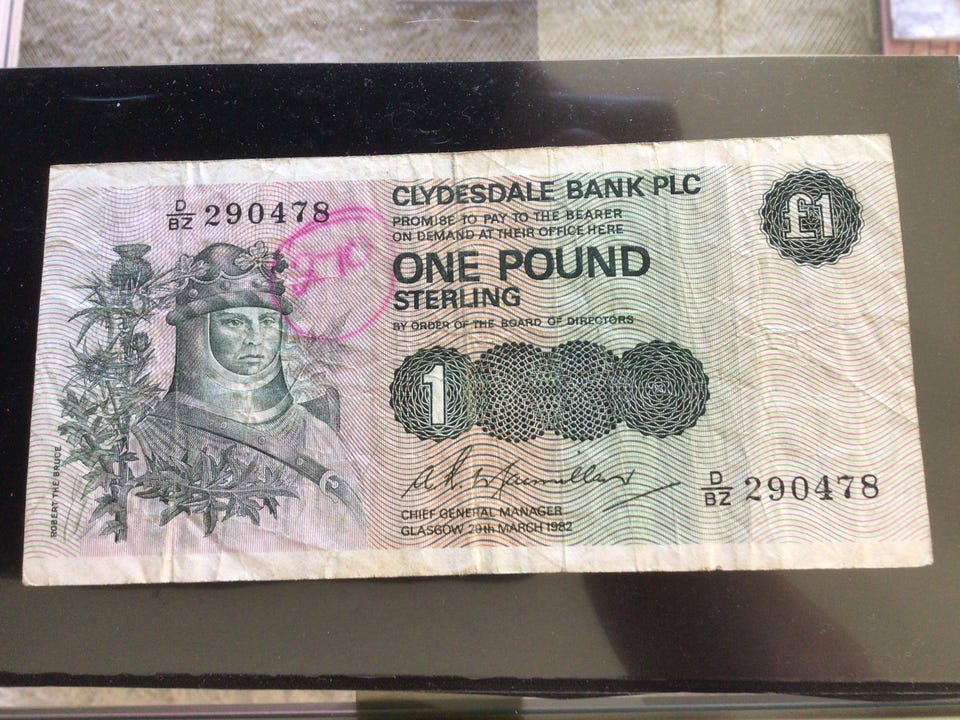 CLYDESDALE BANK PLC
PROMISE TO PAY TO THE BEARER
ON DEMAND AT THEIR OFFICE HERE
ONE POUND
STERLING
BY ORDER OF THE BOARD OF DIRECTORS
£1
D/BZ 290478
1
ROBERT THE BRUCE
D/BZ 290478
CHIEF GENERAL MANAGER
GLASGOW 29th MARCH 1982